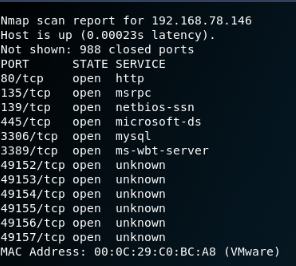 Nmap scan report for 192.168.78.146
Host is up (0.00023s latency).
Not shown: 988 closed ports
PORT      STATE SERVICE
80/tcp    open  http
135/tcp   open  msrpc
139/tcp   open  netbios-ssn
445/tcp   open  microsoft-ds
3306/tcp  open  mysql
3389/tcp  open  ms-wbt-server
49152/tcp open  unknown
49153/tcp open  unknown
49154/tcp open  unknown
49155/tcp open  unknown
49156/tcp open  unknown
49157/tcp open  unknown
MAC Address: 00:0C:29:C0:BC:A8 (VMware)